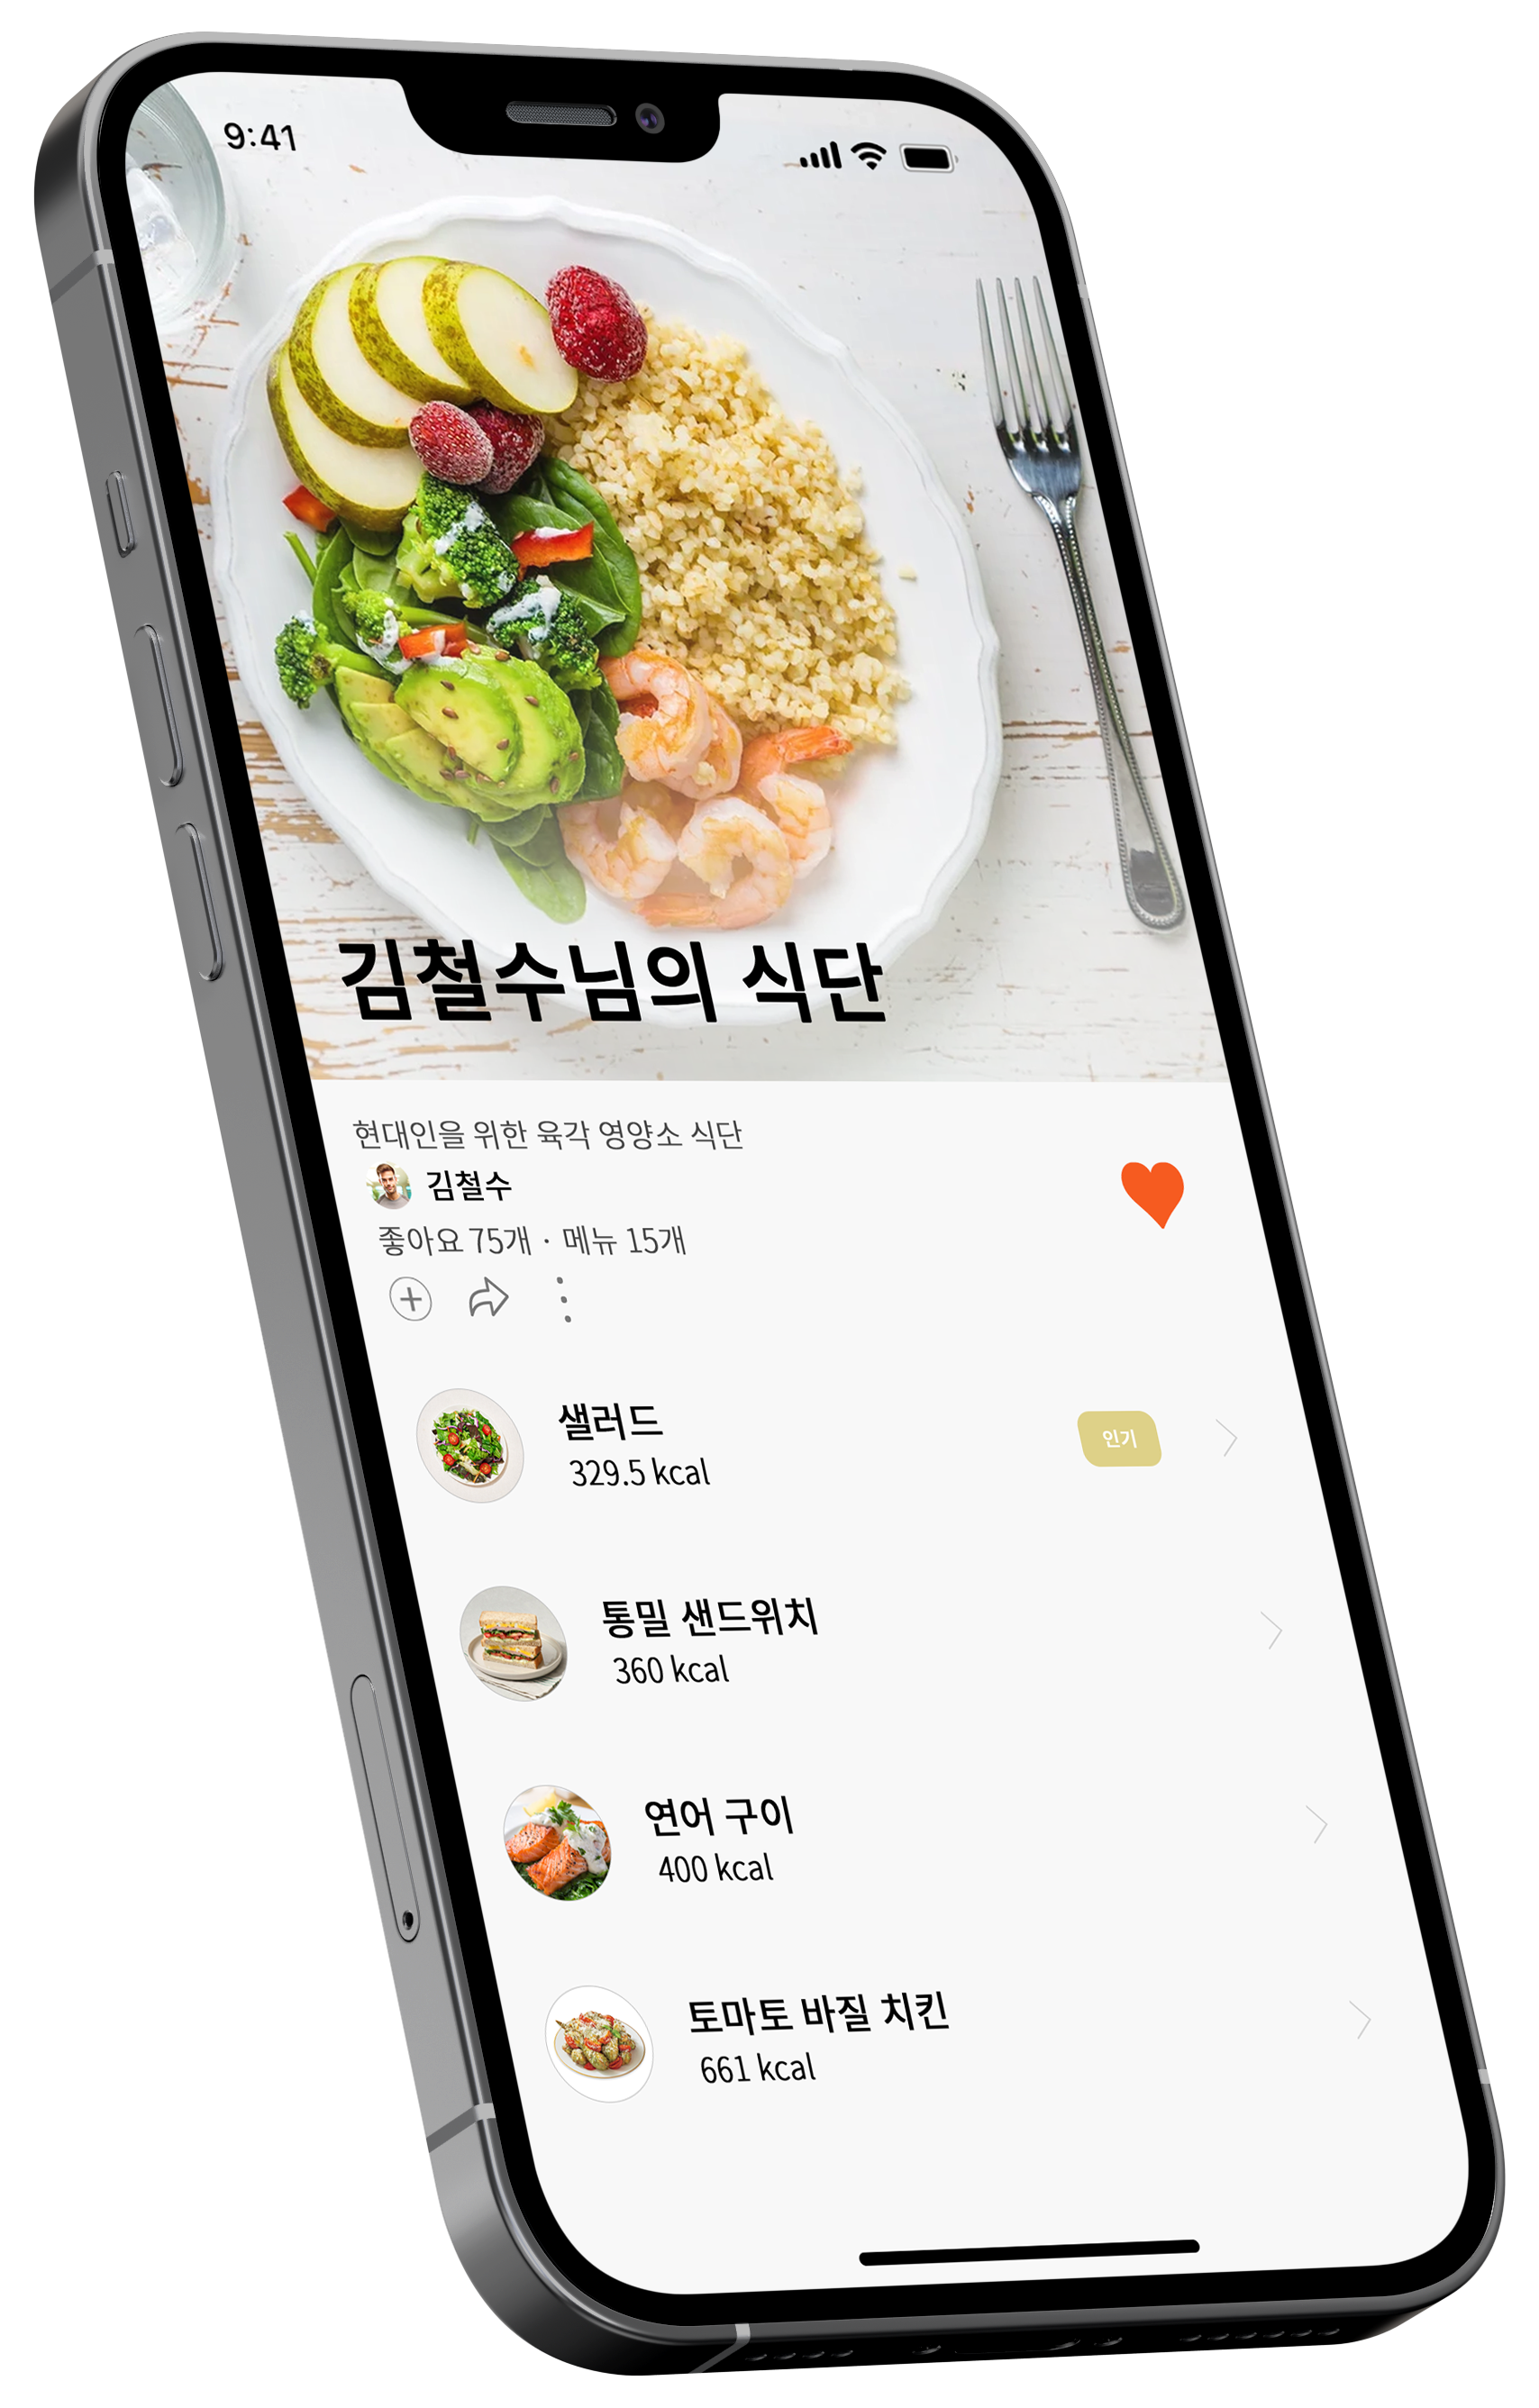 9:41
김철수님의 식단
현대인을 위한 육각 영양소 식단
김철수
좋아요 75개 · 메뉴 15개
샐러드
인기
329.5 kcal
통밀 샌드위치
360 kcal
연어 구이
400 kcal
토마토 바질 치킨
661 kcal